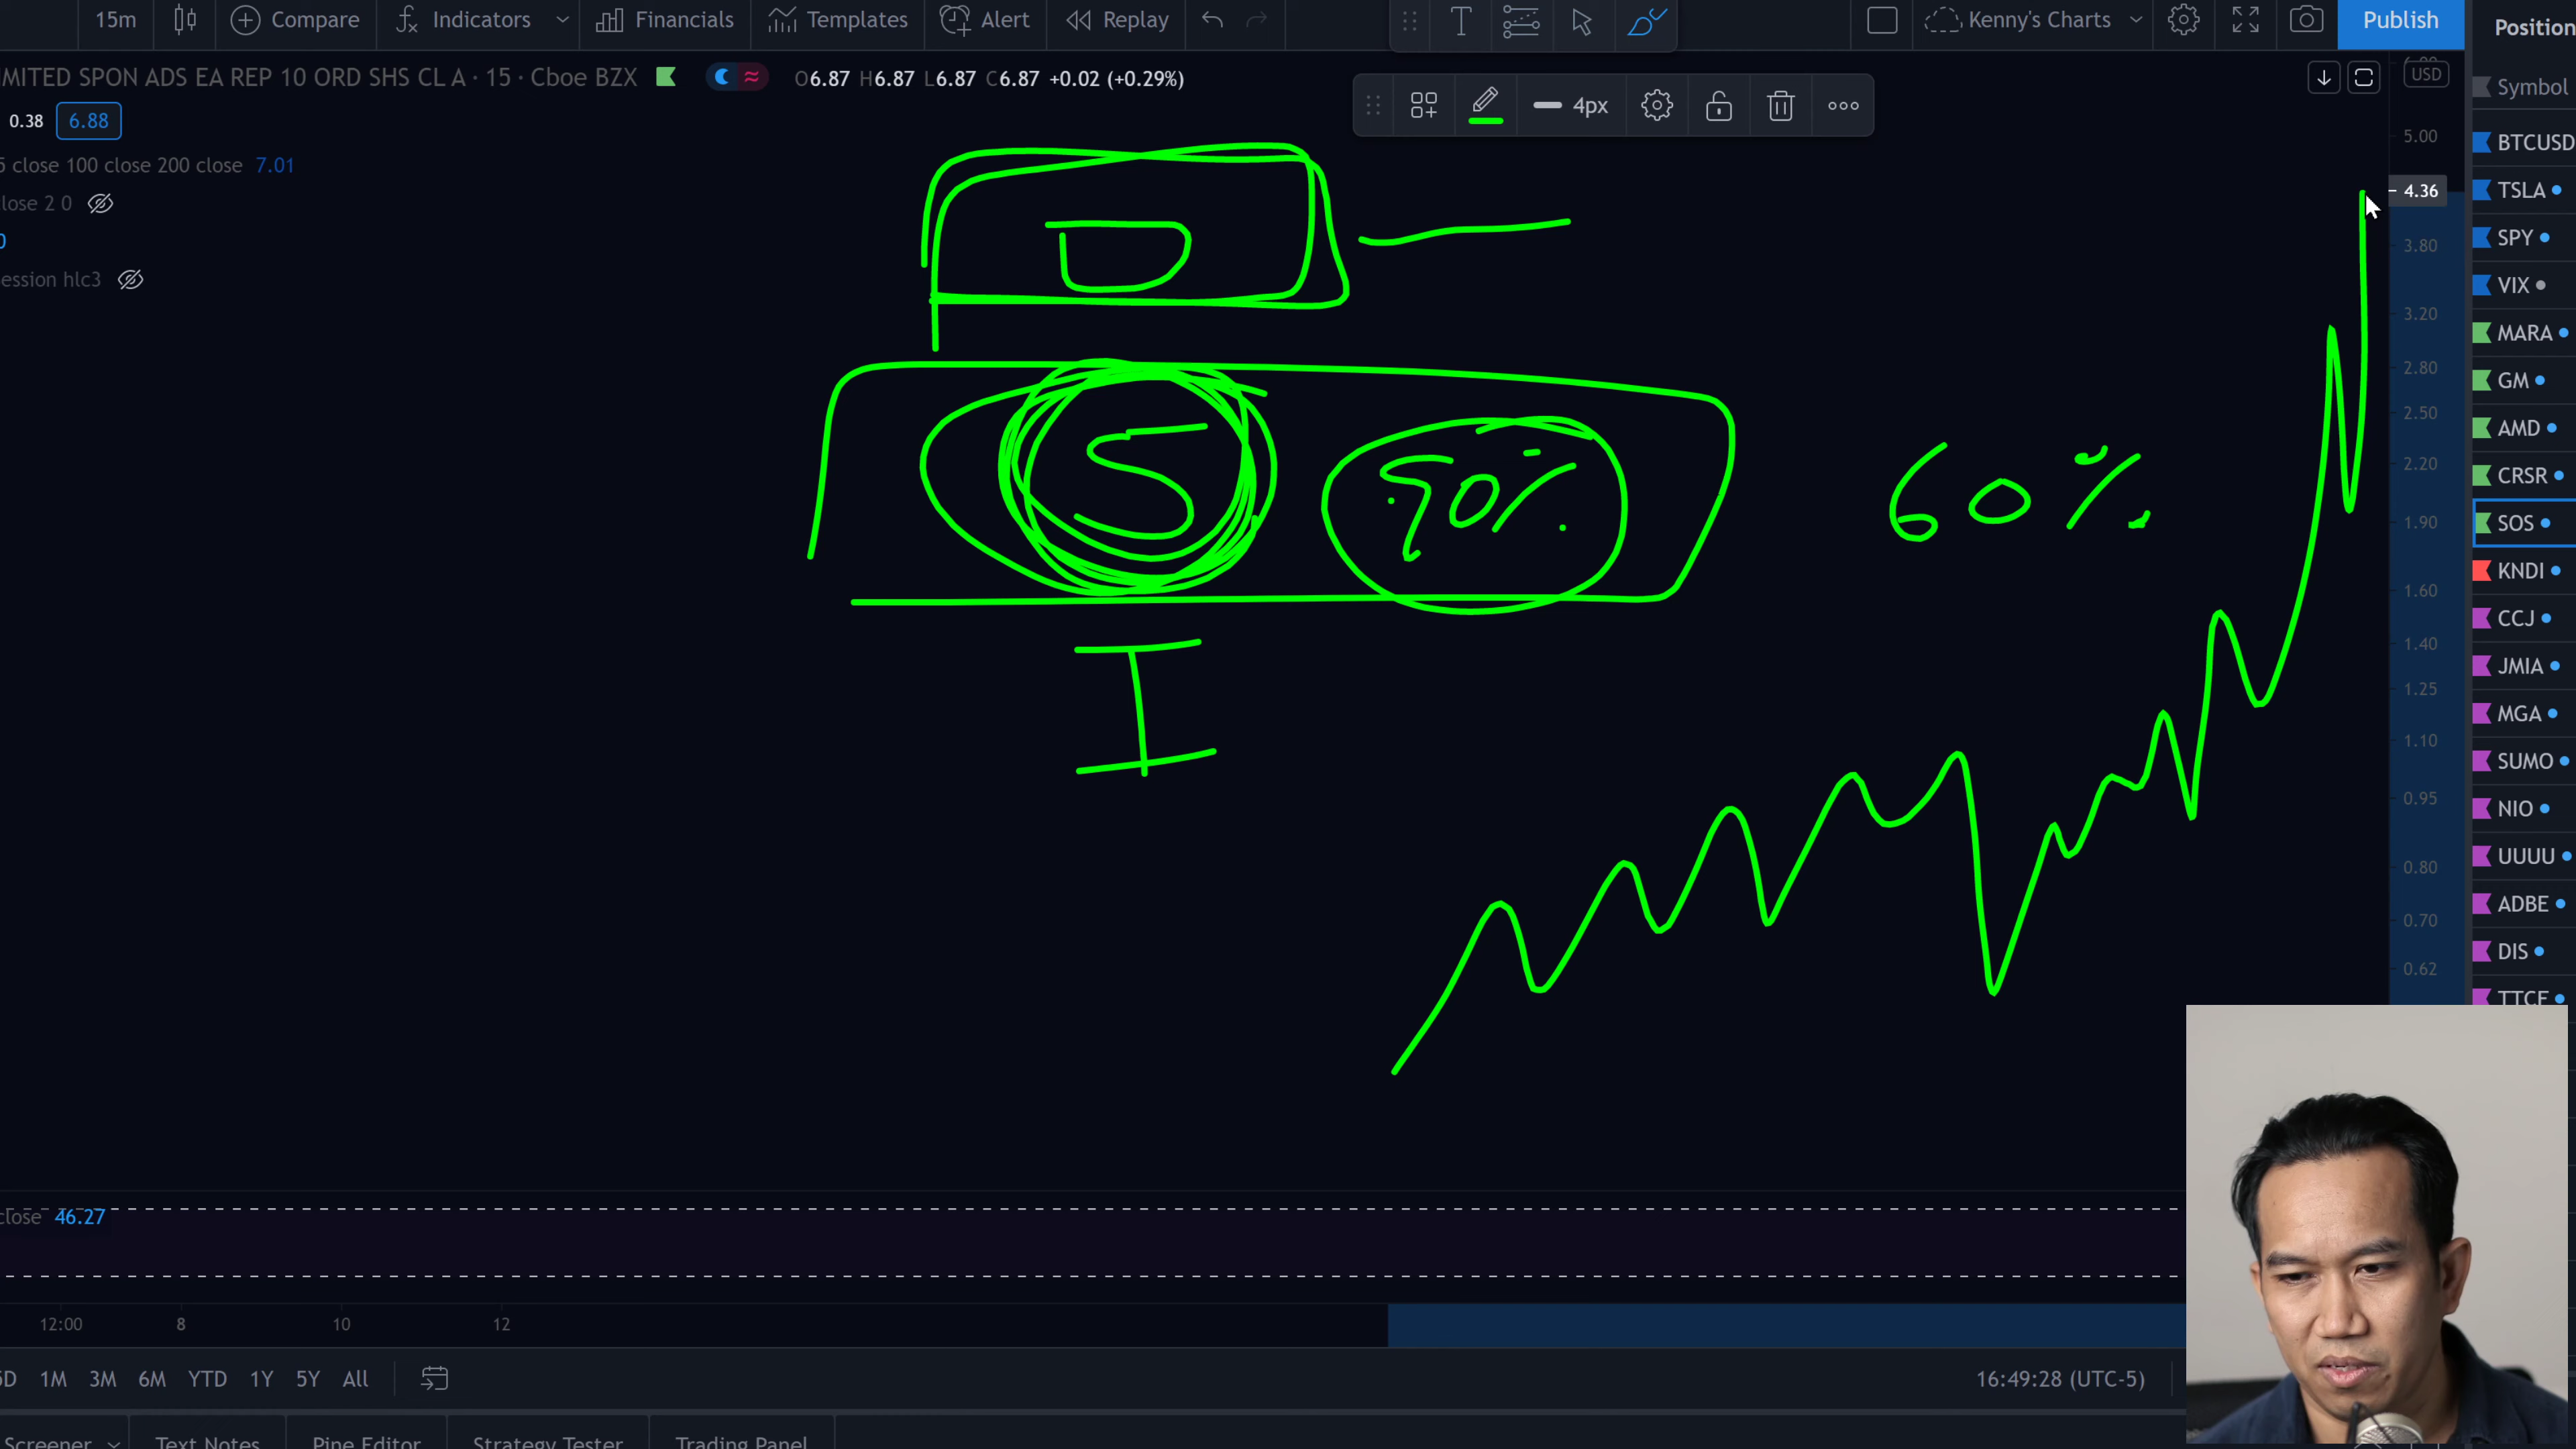 15m Compare Indicators Financials Templates Alert Replay T Kenny's Charts Publish Position
IMITED SPON ADS EA REP 10 ORD SHS CL A · 15 · Cboe BZX O6.87 H6.87 L6.87 C6.87 +0.02 (+0.29%) USD
Symbol
4px
0.38 6.88
5.00
BTCUSD
5 close 100 close 200 close 7.01
4.36
TSLA
lose 2 0
D
3.80
SPY
0
ession hlc3
VIX
3.20
MARA
2.80
GM
2.50
AMD
2.20
CRSR
S 90% 60%
1.90
SOS
KNDI
1.60
CCJ
1.40
JMIA
I
1.25
MGA
1.10
SUMO
0.95
NIO
0.80
UUUU
0.70
ADBE
0.62
DIS
TTCF
close 46.27
12:00 8 10 12
5D 1M 3M 6M YTD 1Y 5Y All 16:49:28 (UTC-5)
Screener Text Notes Pine Editor Strategy Tester Trading Panel